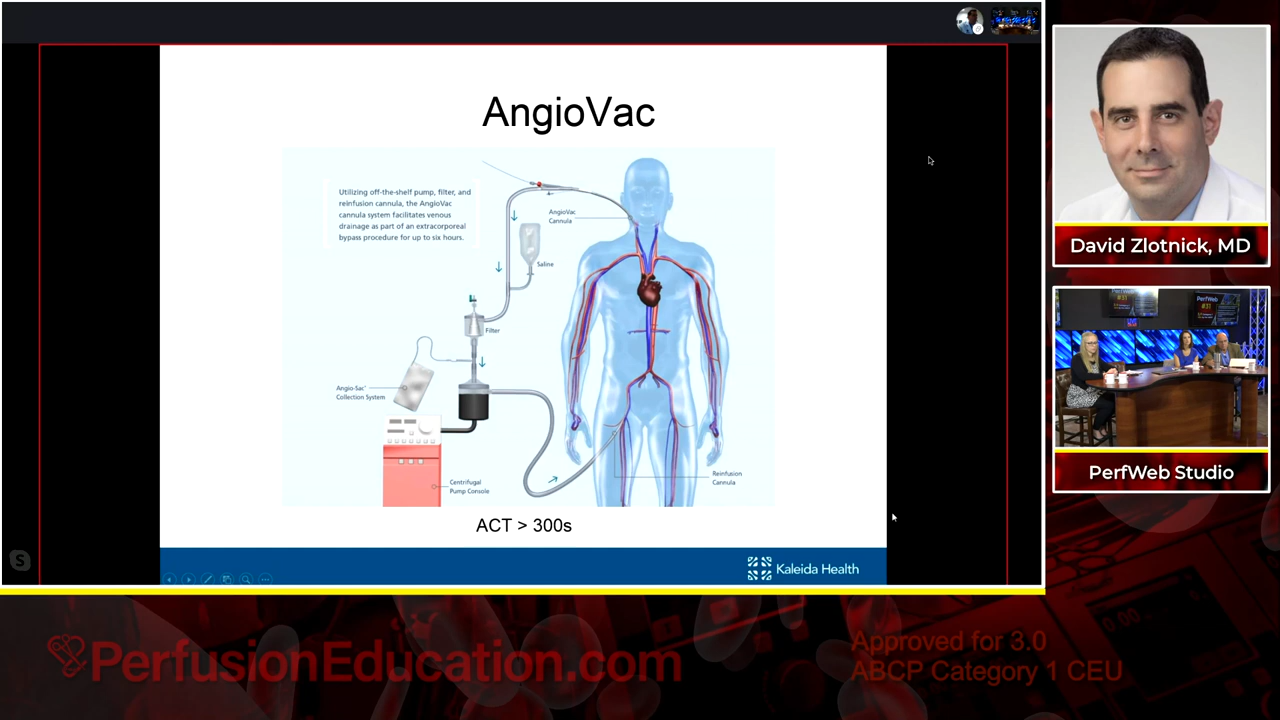 AngioVac
Utilizing off-the-shelf pump, filter, and
reinfusion cannula, the AngioVac
cannula system facilitates venous
drainage as part of an extracorporeal
bypass procedure for up to six hours.
AngioVac
Cannula
Saline
Filter
Angio-Sac'
Collection System
Centrifugal
Pump Console
Reinfusion
Cannula
ACT > 300s
Kaleida Health
S
David Zlotnick, MD
PerfWeb
#31
PerfWeb Studio
PerfusionEducation.com
Approved for 3.0
ABCP Category 1 CEU